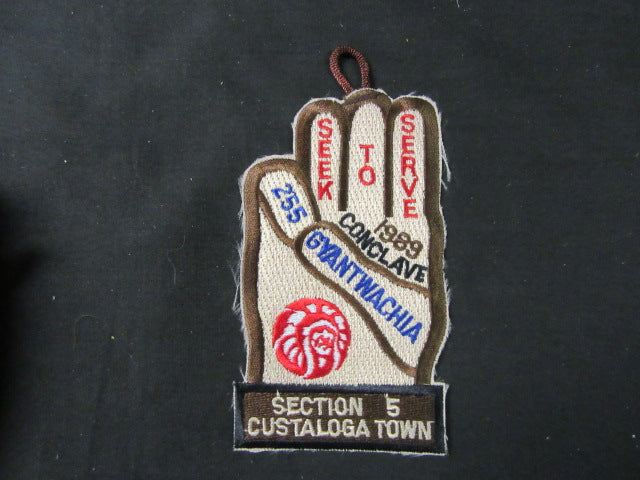 SEEK TO SERVE
1989
CONCLAVE
255
GYANTWACHIA
SECTION 5
CUSTALOGA TOWN